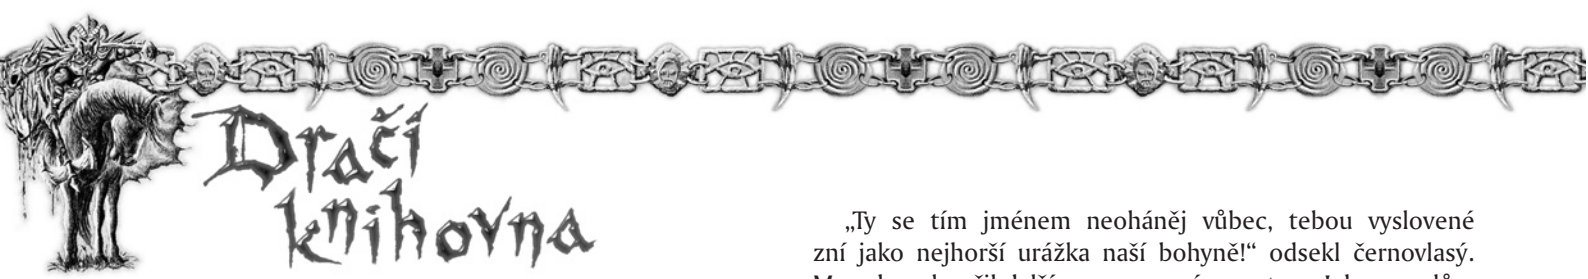 Dračí
knihovna
„Ty se tím jménem neoháněj vůbec, tebou vyslovené
zní jako nejhorší urážka naší bohyně!“ odsekl černovlasý.